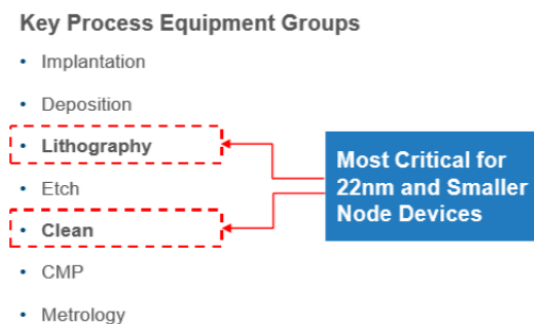 Key Process Equipment Groups
• Implantation
• Deposition
• Lithography
• Etch
• Clean
• CMP
• Metrology
Most Critical for
22nm and Smaller
Node Devices